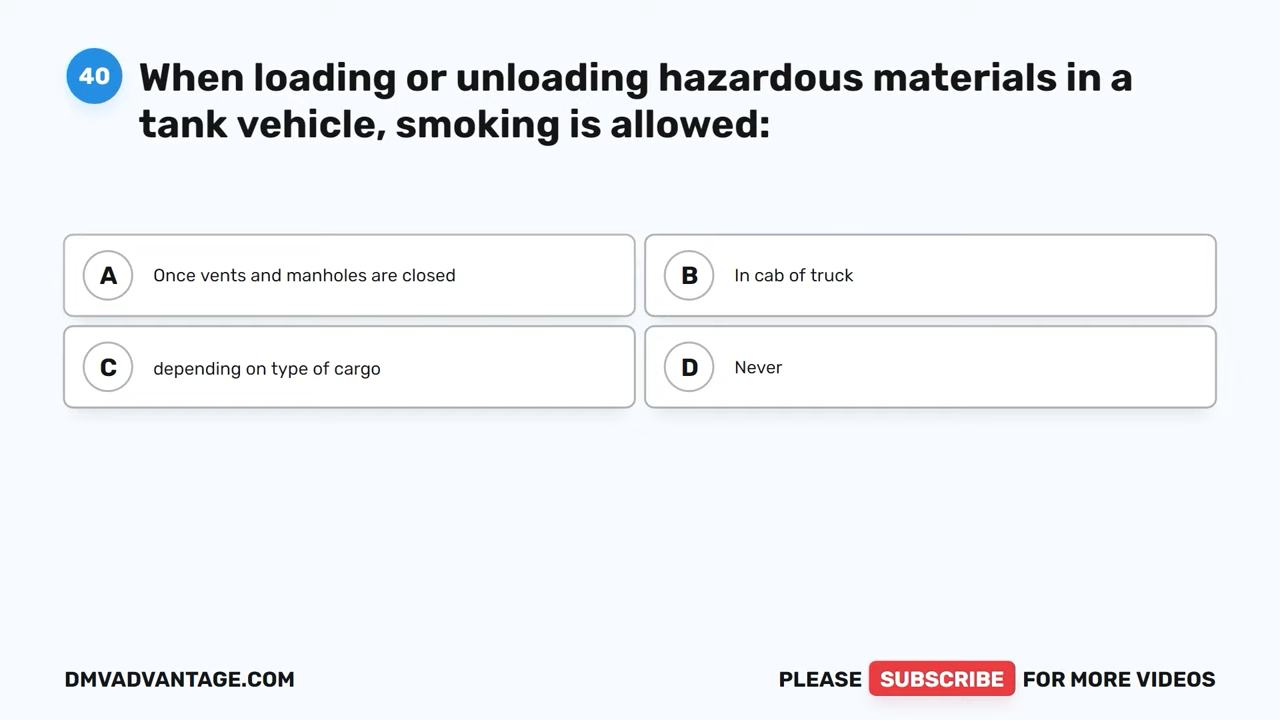 40
When loading or unloading hazardous materials in a
tank vehicle, smoking is allowed:
A
Once vents and manholes are closed
B
In cab of truck
C
depending on type of cargo
D
Never
DMVADVANTAGE.COM
PLEASE SUBSCRIBE FOR MORE VIDEOS